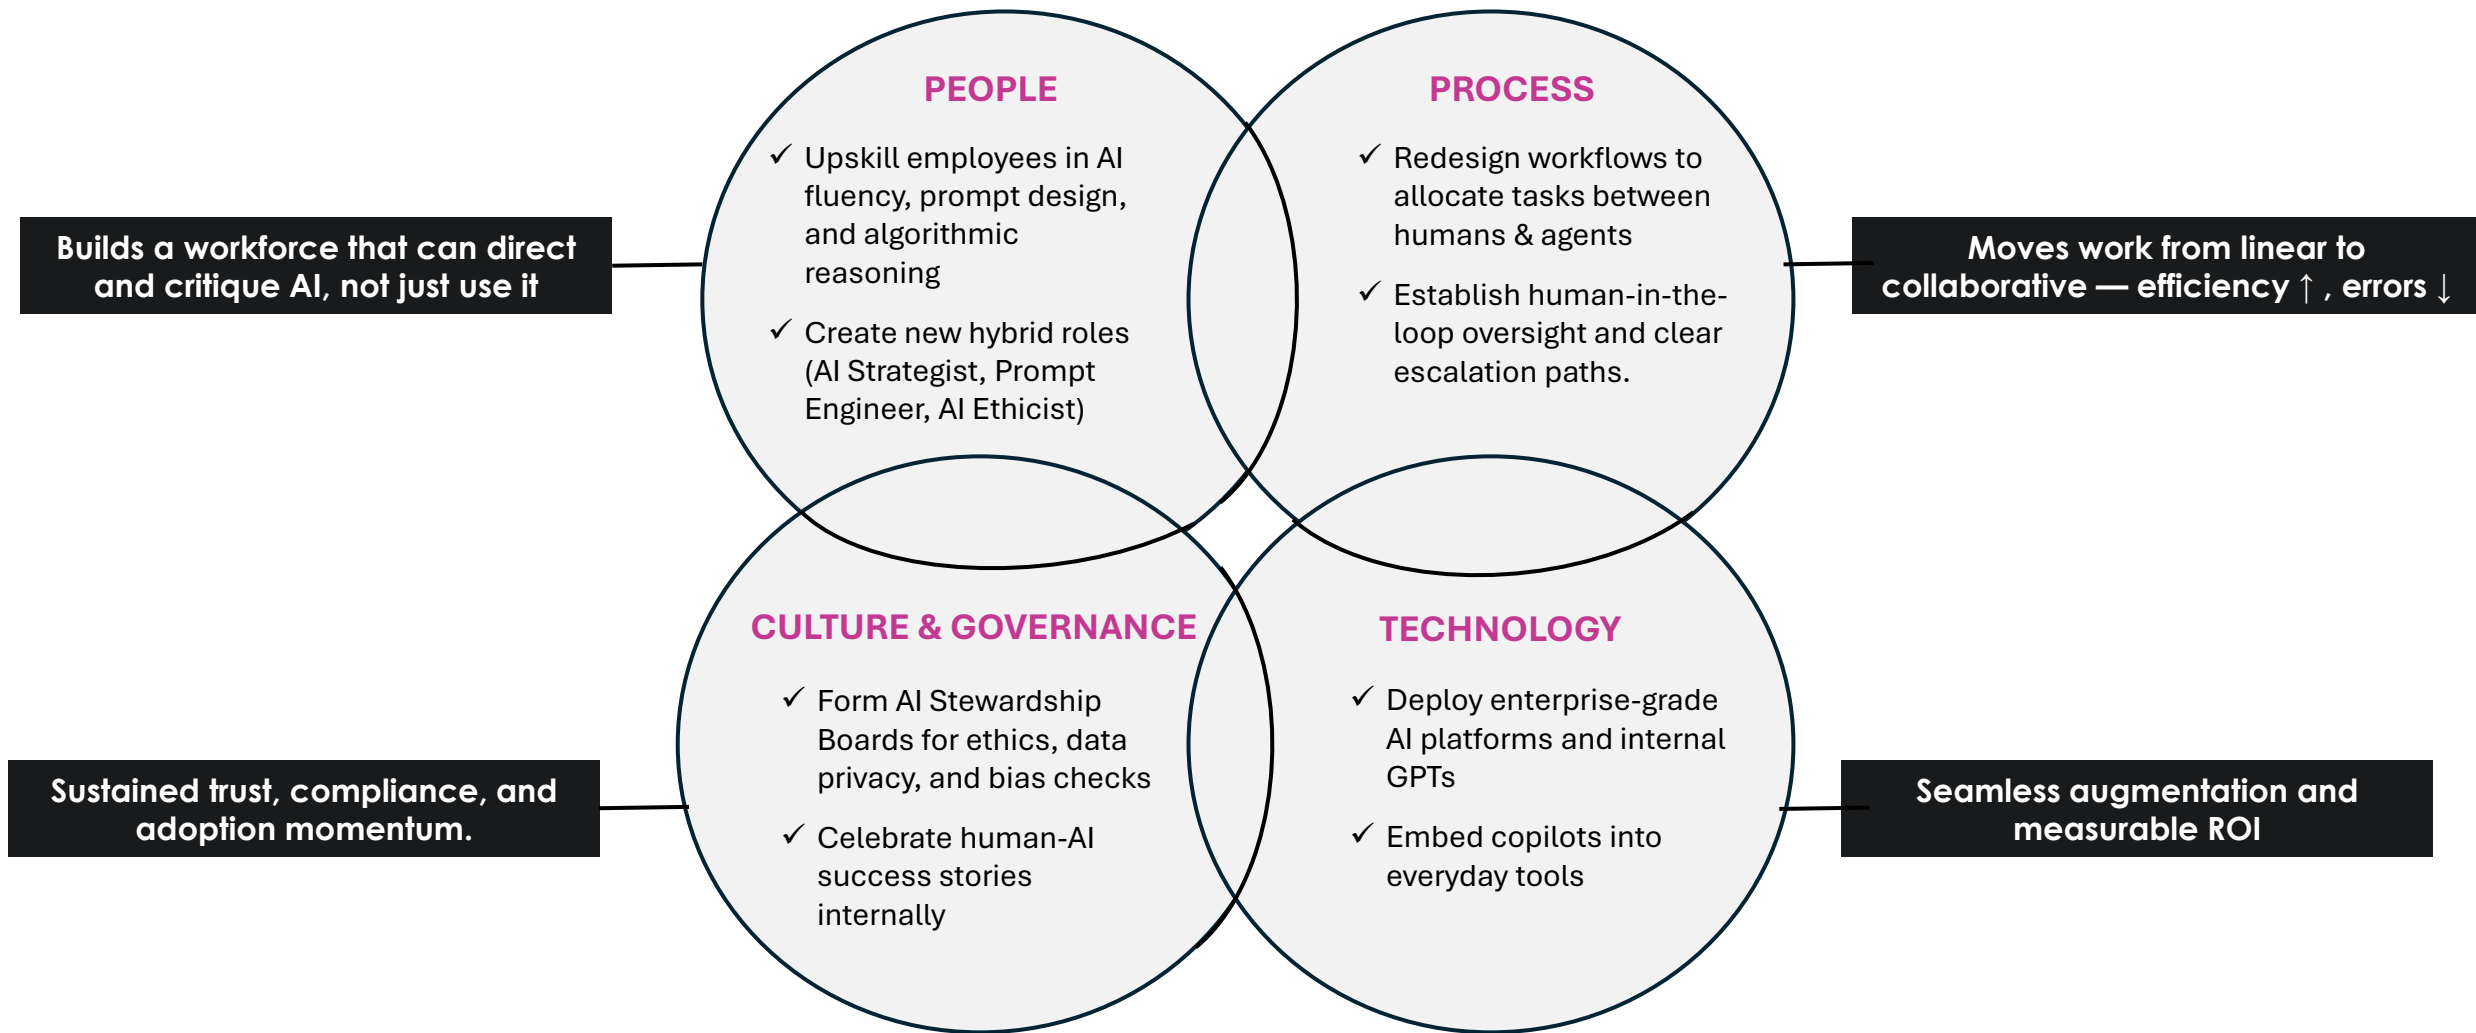 PEOPLE
✓ Upskill employees in AI
fluency, prompt design,
and algorithmic
reasoning
✓ Create new hybrid roles
(AI Strategist, Prompt
Engineer, AI Ethicist)
Builds a workforce that can direct
and critique AI, not just use it
PROCESS
✓ Redesign workflows to
allocate tasks between
humans & agents
✓ Establish human-in-the-
loop oversight and clear
escalation paths.
Moves work from linear to
collaborative — efficiency ↑ , errors ↓
CULTURE & GOVERNANCE
✓ Form AI Stewardship
Boards for ethics, data
privacy, and bias checks
✓ Celebrate human-AI
success stories
internally
Sustained trust, compliance, and
adoption momentum.
TECHNOLOGY
✓ Deploy enterprise-grade
AI platforms and internal
GPTs
✓ Embed copilots into
everyday tools
Seamless augmentation and
measurable ROI